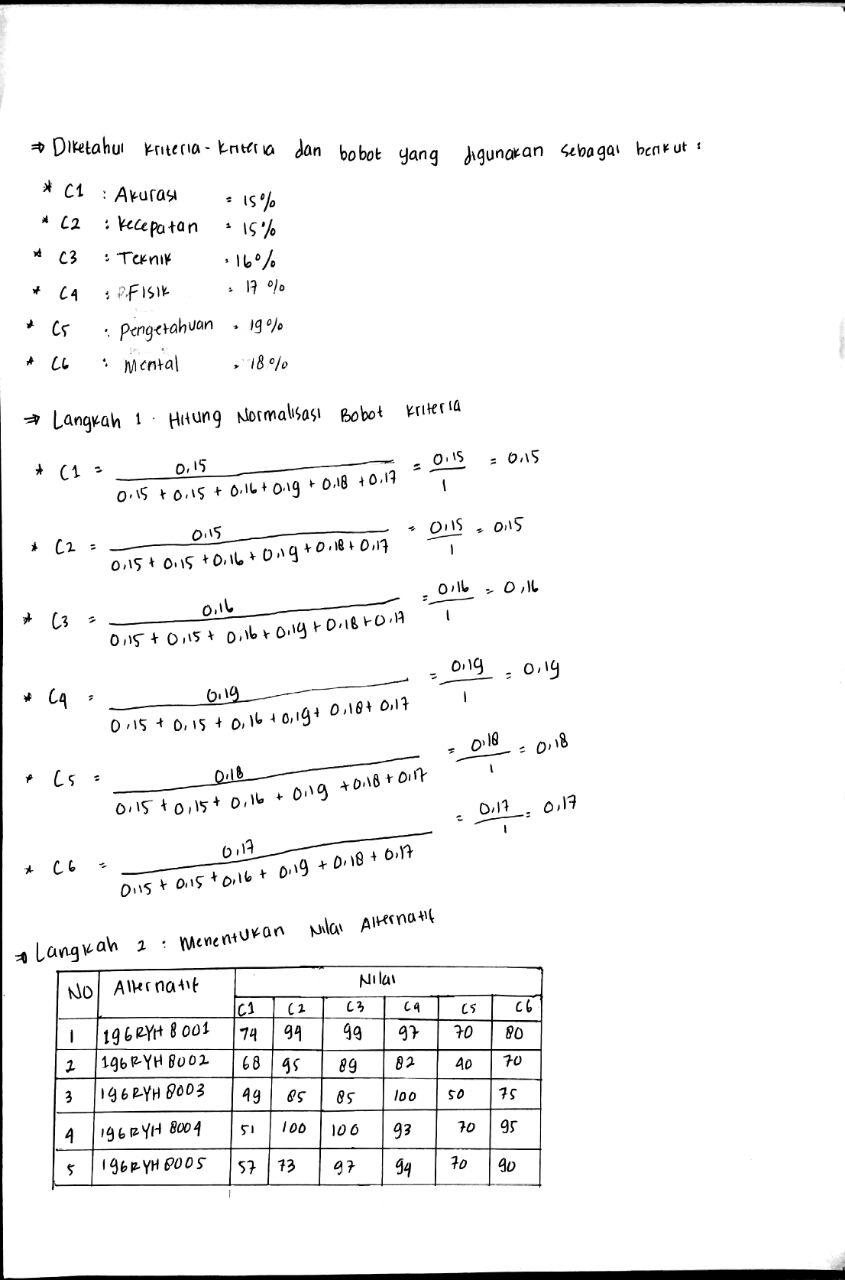 ⇒ Diketahui Kriteria-Kriteria dan bobot yang digunakan sebagai berikut :
* C1 : Akurasi = 15%
* C2 : Kecepatan = 15%
* C3 : Teknik = 16%
* C4 : P.Fisik = 17%
* C5 : Pengetahuan = 19%
* C6 : Mental = 18%
⇒ Langkah 1 . Hitung Normalisasi Bobot Kriteria
* C1 = 0,15 / 0,15 + 0,15 + 0,16 + 0,19 + 0,18 + 0,17 = 0,15 / 1 = 0,15
* C2 = 0,15 / 0,15 + 0,15 + 0,16 + 0,19 + 0,18 + 0,17 = 0,15 / 1 = 0,15
* C3 = 0,16 / 0,15 + 0,15 + 0,16 + 0,19 + 0,18 + 0,17 = 0,16 / 1 = 0,16
* C4 = 0,19 / 0,15 + 0,15 + 0,16 + 0,19 + 0,18 + 0,17 = 0,19 / 1 = 0,19
* C5 = 0,18 / 0,15 + 0,15 + 0,16 + 0,19 + 0,18 + 0,17 = 0,18 / 1 = 0,18
* C6 = 0,17 / 0,15 + 0,15 + 0,16 + 0,19 + 0,18 + 0,17 = 0,17 / 1 = 0,17
⇒ Langkah 2 : Menentukan Nilai Alternatif
No Alternatif Nilai
C1 C2 C3 C4 C5 C6
1 196RYH8001 74 94 99 97 70 80
2 196RYH8002 68 95 89 82 40 70
3 196RYH8003 49 85 85 100 50 75
4 196RYH8004 51 100 100 93 70 95
5 196RYH8005 57 73 97 94 70 90